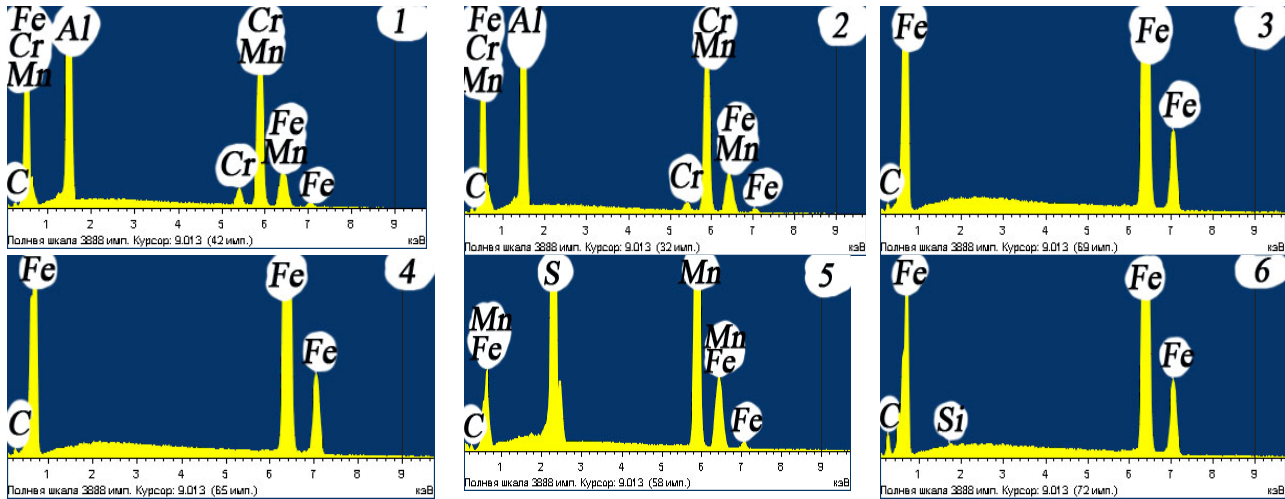 Fe
Cr
Mn
Al
Cr
Mn
1
Fe
Mn
Cr
Fe
C
1 2 3 4 5 6 7 8 9
Полная шкала 3888 имп. Курсор: 9.013 (42 имп.) кэВ
Fe
Cr
Mn
Al
Cr
Mn
2
Fe
Mn
Cr
Fe
C
1 2 3 4 5 6 7 8 9
Полная шкала 3888 имп. Курсор: 9.013 (32 имп.) кэВ
Fe
Fe
3
Fe
C
1 2 3 4 5 6 7 8 9
Полная шкала 3888 имп. Курсор: 9.013 (69 имп.) кэВ
Fe
Fe
4
Fe
C
1 2 3 4 5 6 7 8 9
Полная шкала 3888 имп. Курсор: 9.013 (65 имп.) кэВ
S
Mn
5
Mn
Fe
Mn
Fe
C
Fe
1 2 3 4 5 6 7 8 9
Полная шкала 3888 имп. Курсор: 9.013 (58 имп.) кэВ
Fe
Fe
6
Fe
C
Si
1 2 3 4 5 6 7 8 9
Полная шкала 3888 имп. Курсор: 9.013 (72 имп.) кэВ